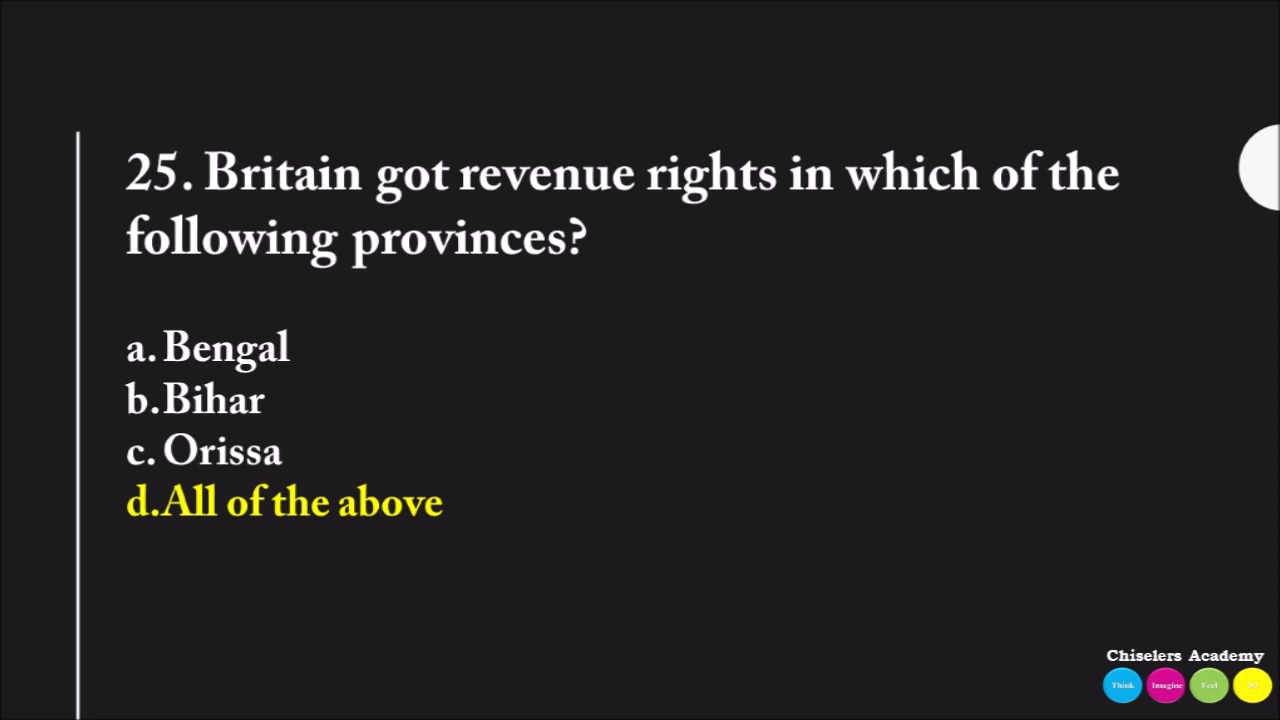 25. Britain got revenue rights in which of the
following provinces?
a. Bengal
b.Bihar
c. Orissa
d.All of the above
Chiselers Academy
Think Imagine Feel